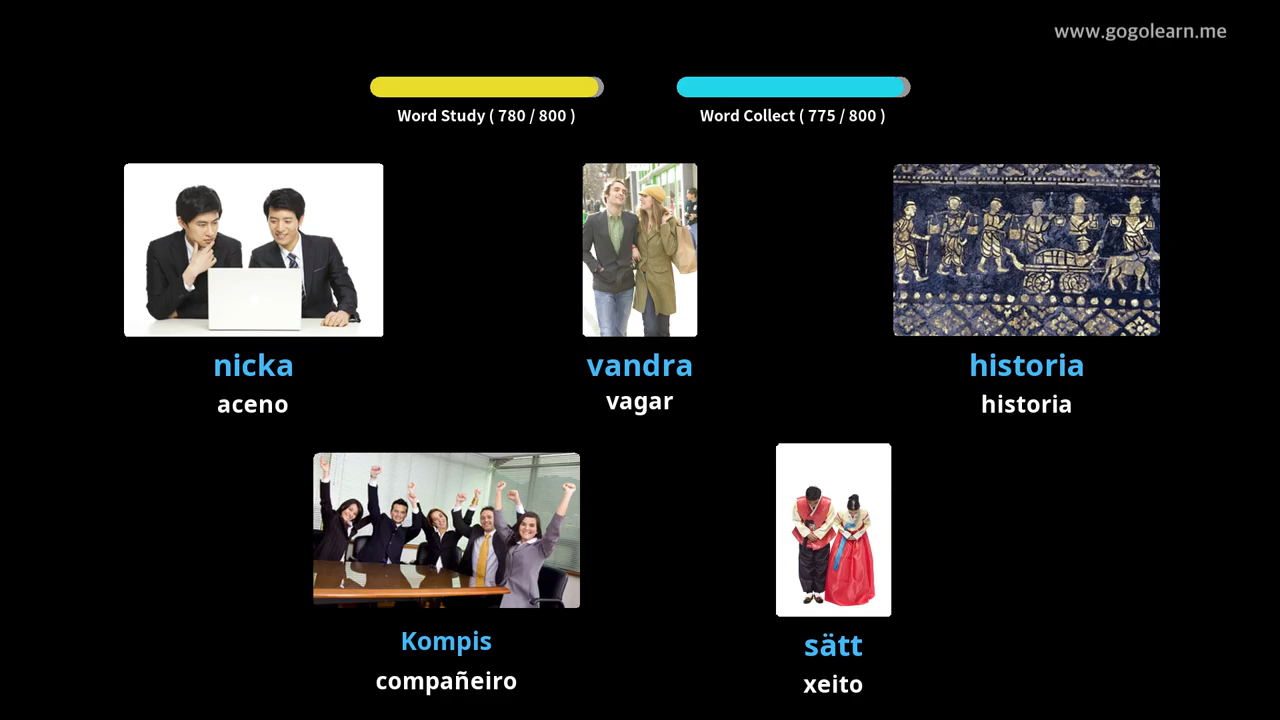 www.gogolearn.me
Word Study ( 780 / 800 )
Word Collect ( 775 / 800 )
nicka
aceno
vandra
vagar
historia
historia
Kompis
compañeiro
sätt
xeito